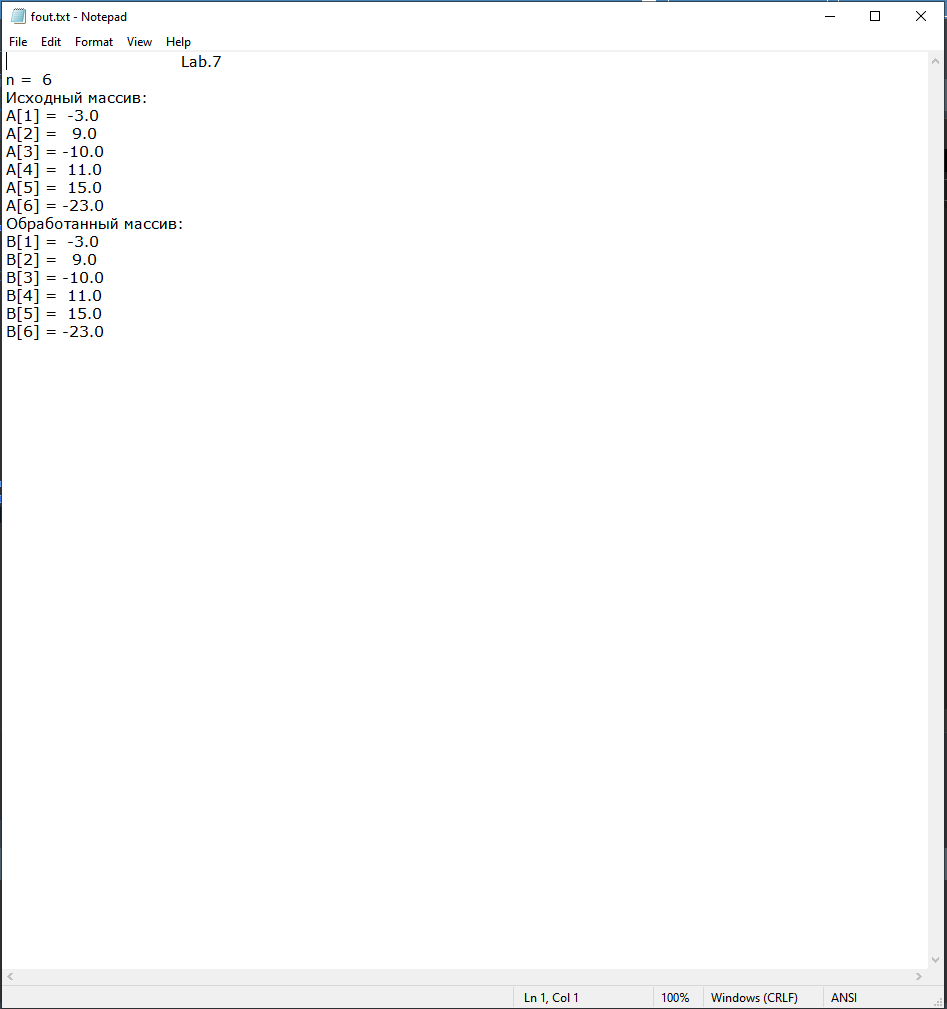 fout.txt - Notepad
File Edit Format View Help
Lab.7
n =  6
Исходный массив:
A[1] =  -3.0
A[2] =   9.0
A[3] = -10.0
A[4] =  11.0
A[5] =  15.0
A[6] = -23.0
Обработанный массив:
B[1] =  -3.0
B[2] =   9.0
B[3] = -10.0
B[4] =  11.0
B[5] =  15.0
B[6] = -23.0
Ln 1, Col 1 100% Windows (CRLF) ANSI